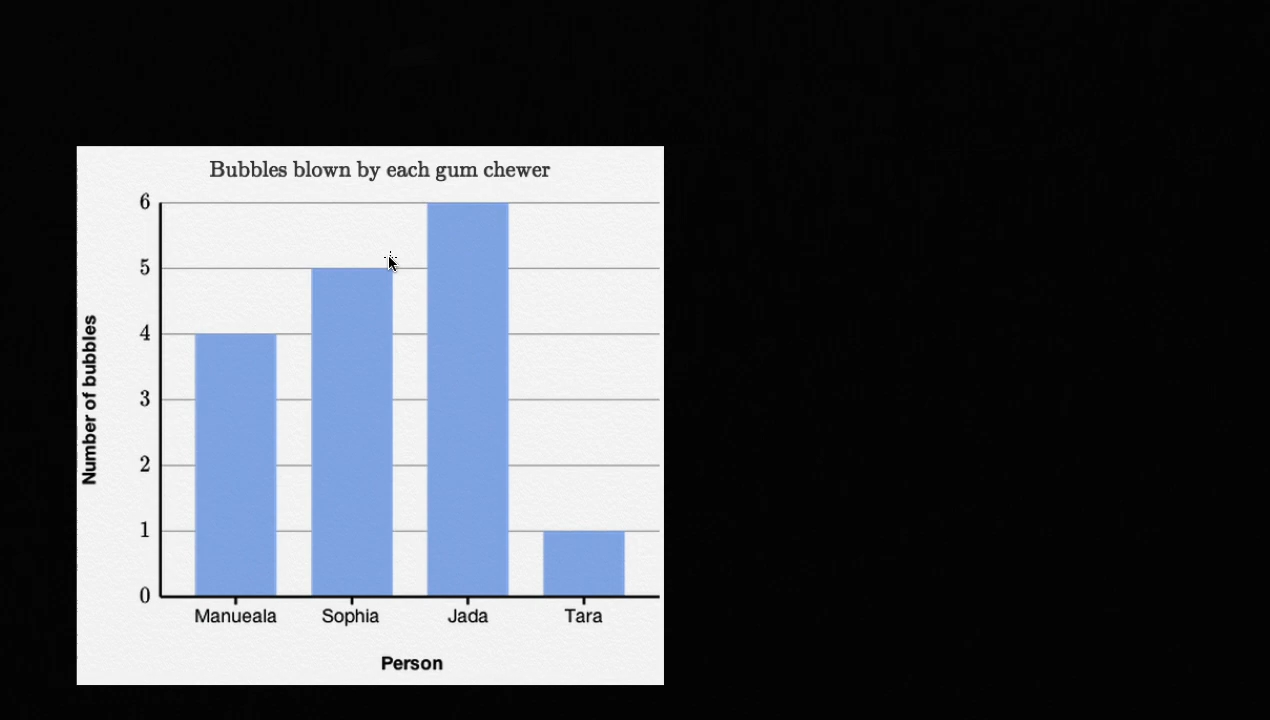 Bubbles blown by each gum chewer
6
5
4
3
2
1
0
Number of bubbles
Manueala Sophia Jada Tara
Person